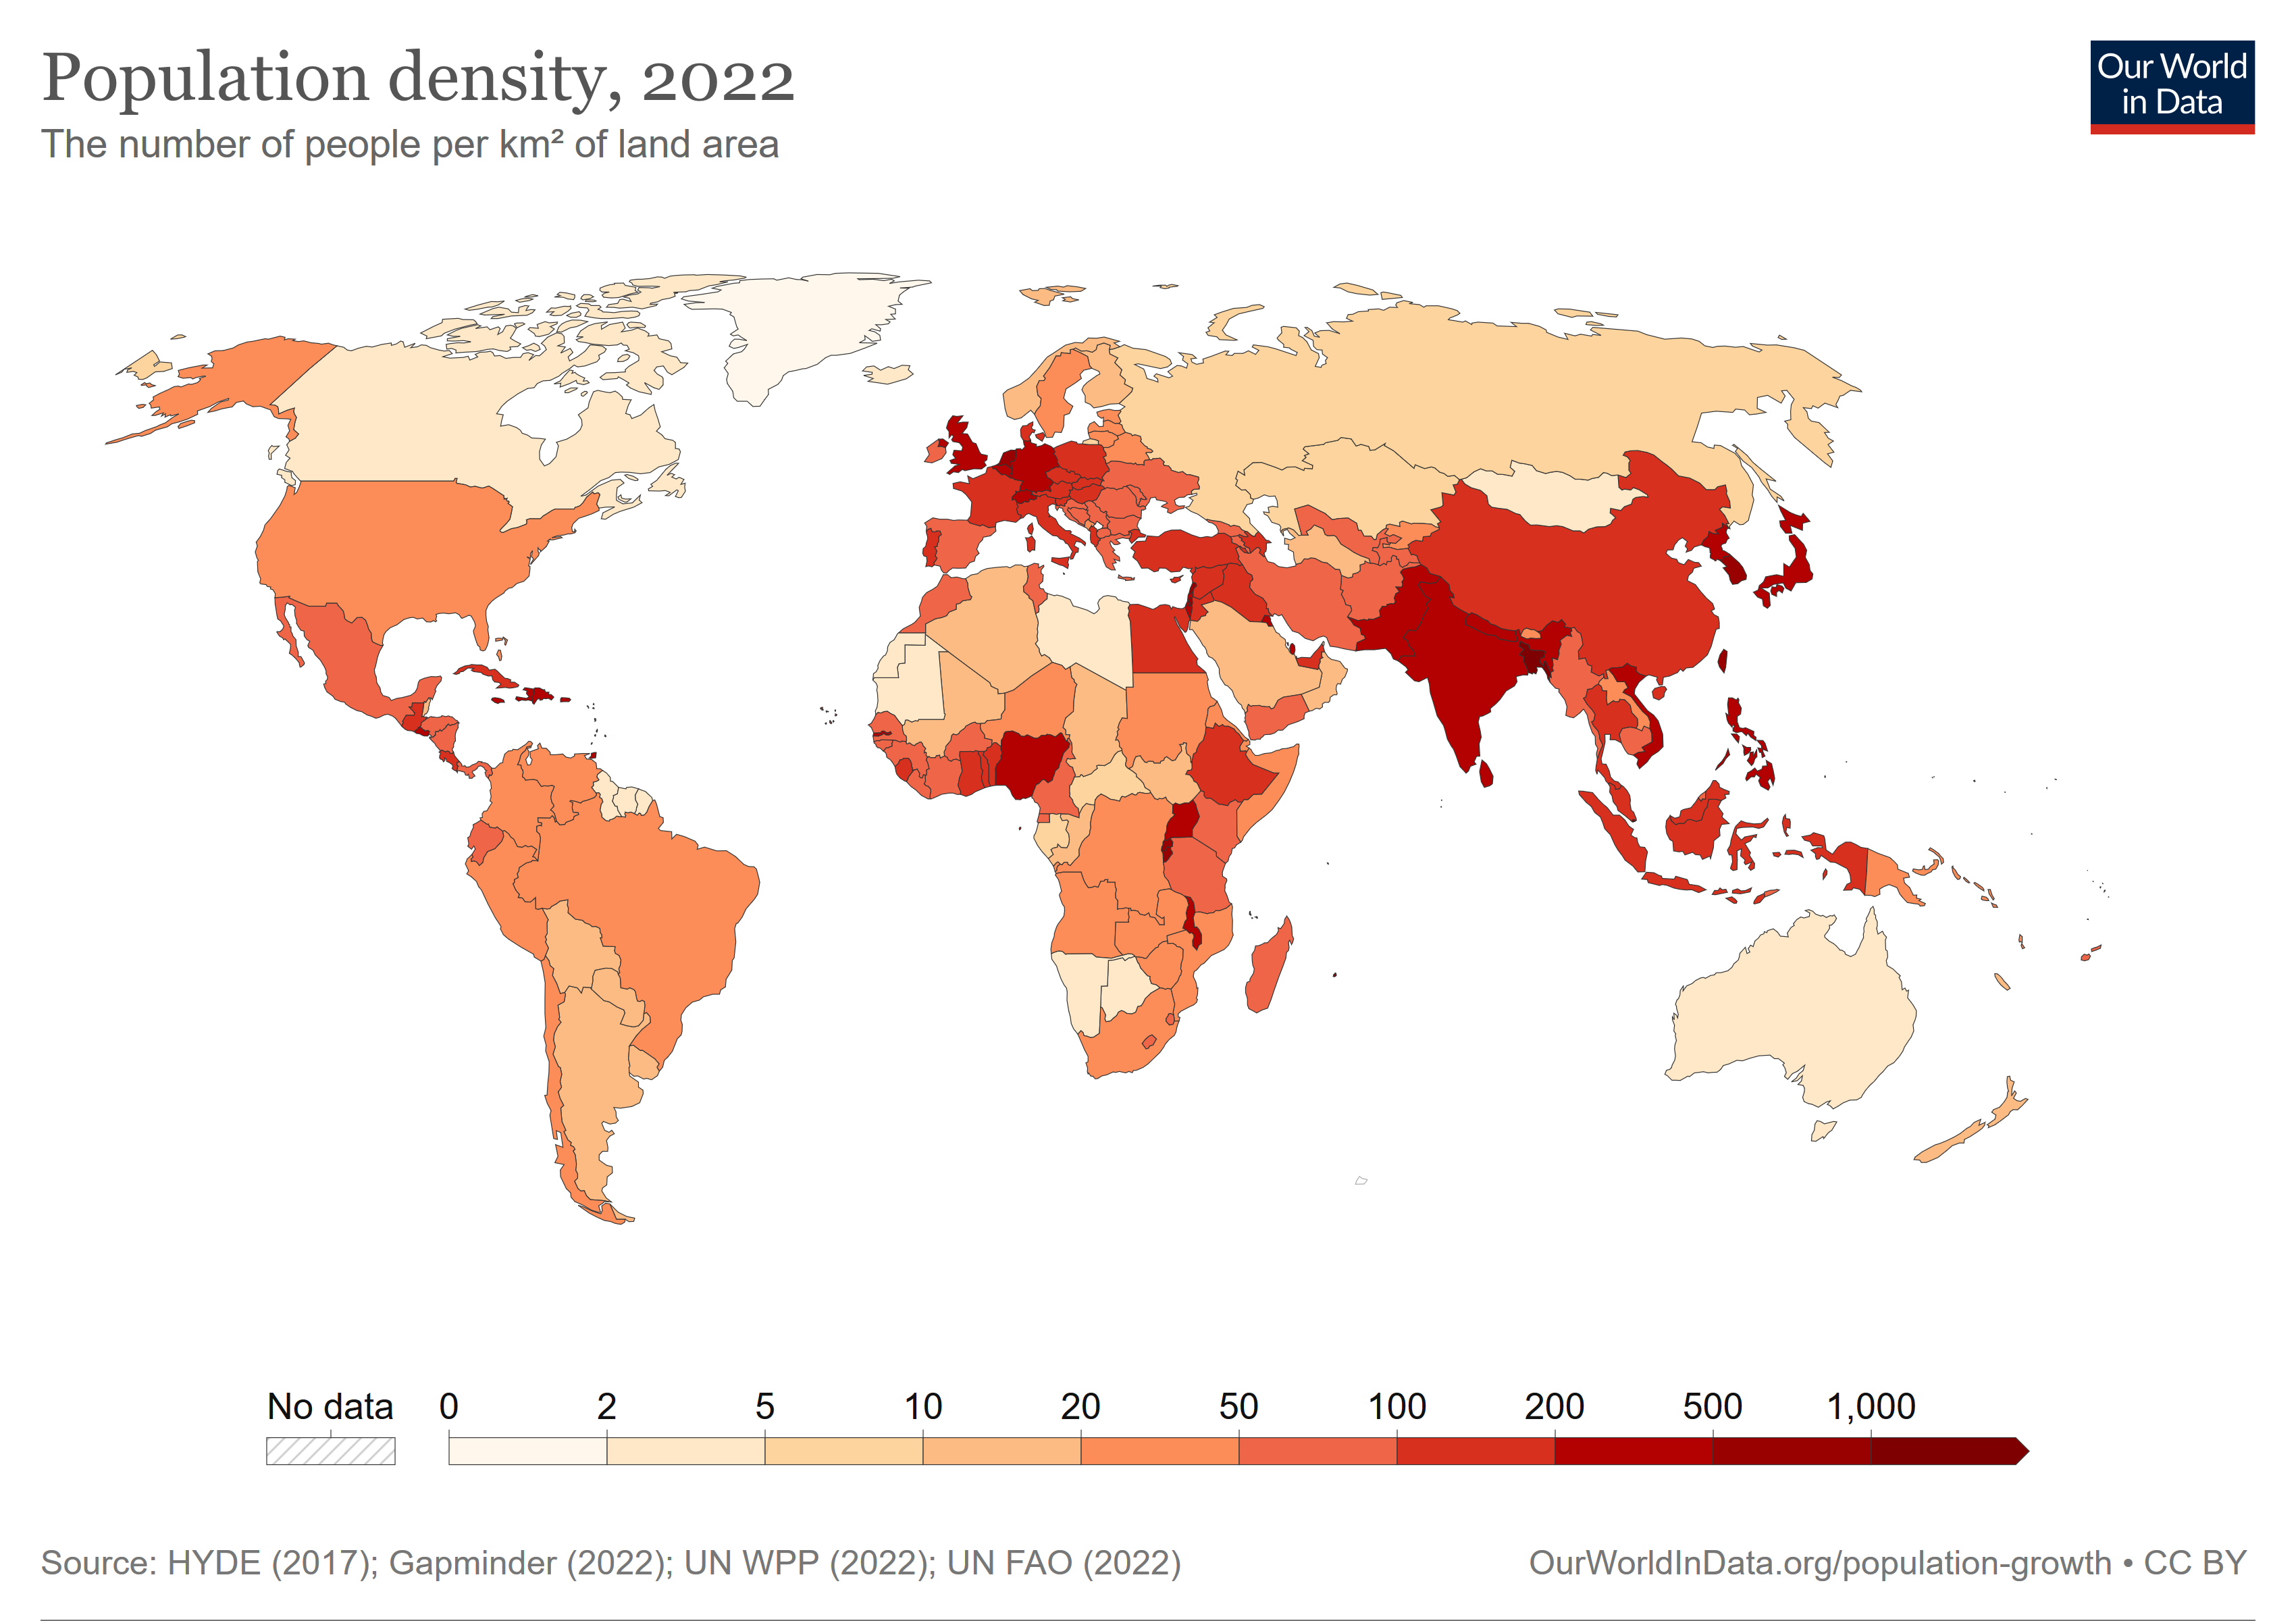 Population density, 2022
The number of people per km² of land area
Our World
in Data
No data 0 2 5 10 20 50 100 200 500 1,000
Source: HYDE (2017); Gapminder (2022); UN WPP (2022); UN FAO (2022)
OurWorldInData.org/population-growth • CC BY